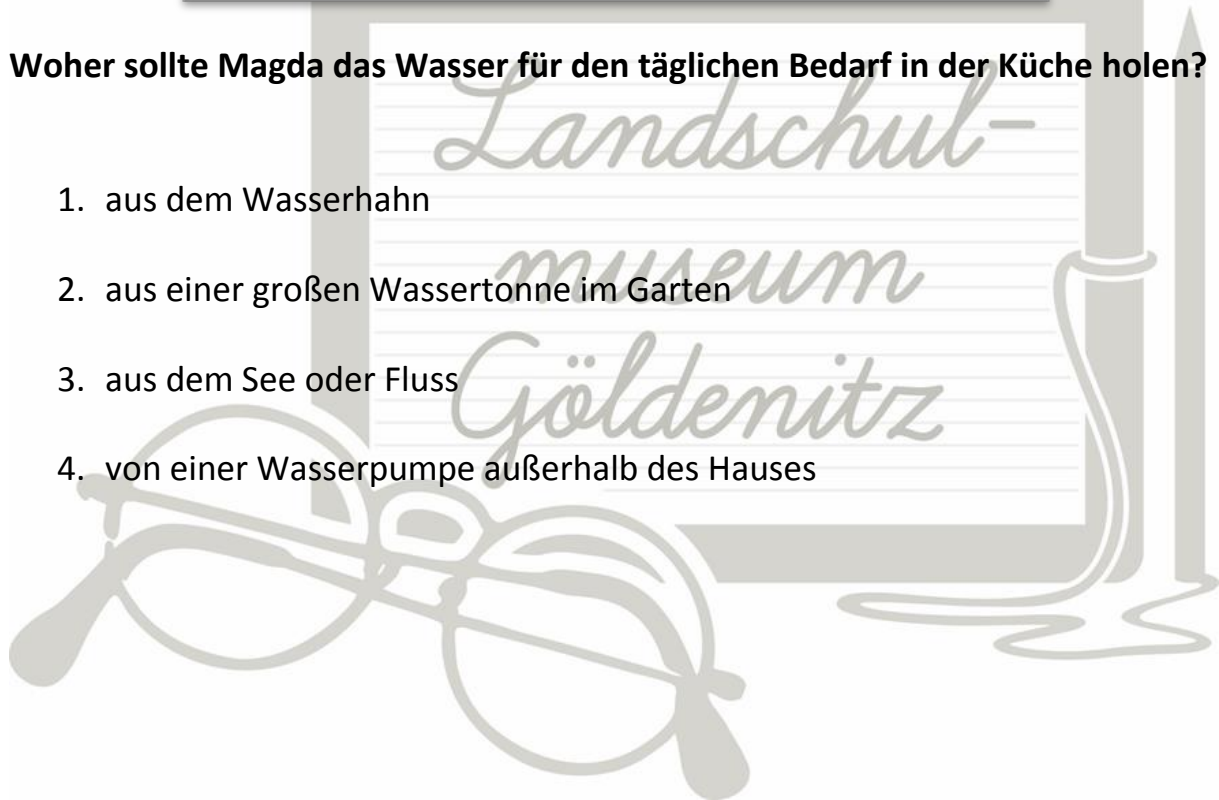 Woher sollte Magda das Wasser für den täglichen Bedarf in der Küche holen?
Landschul-
1. aus dem Wasserhahn
museum
2. aus einer großen Wassertonne im Garten
Göldenitz
3. aus dem See oder Fluss
4. von einer Wasserpumpe außerhalb des Hauses